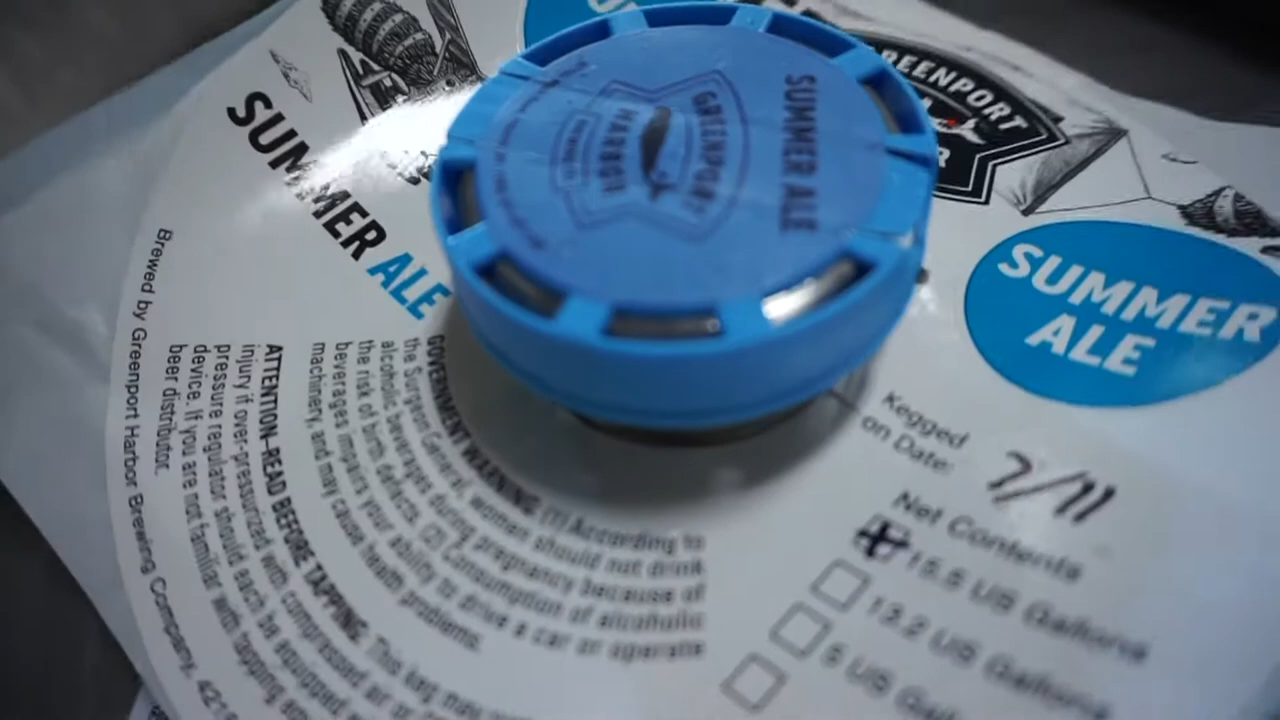 SUMMER ALE
GREENPORT
HARBOR
GREENPORT
SUMMER
ALE
SUMMER ALE
Kegged
on Date: 7/11
Net Contents
15.5 US Gallons
13.2 US Gallons
5 US
GOVERNMENT WARNING: (1) According to
the Surgeon General, women should not drink
alcoholic beverages during pregnancy because of
the risk of birth defects. (2) Consumption of alcoholic
beverages impairs your ability to drive a car or operate
machinery, and may cause health problems.
ATTENTION-READ BEFORE TAPPING: This keg may
injury if over-pressurized with compressed air or
pressure regulator should each be equipped
device. If you are not familiar with tapping
beer distributor.
Brewed by Greenport Harbor Brewing Company, 42